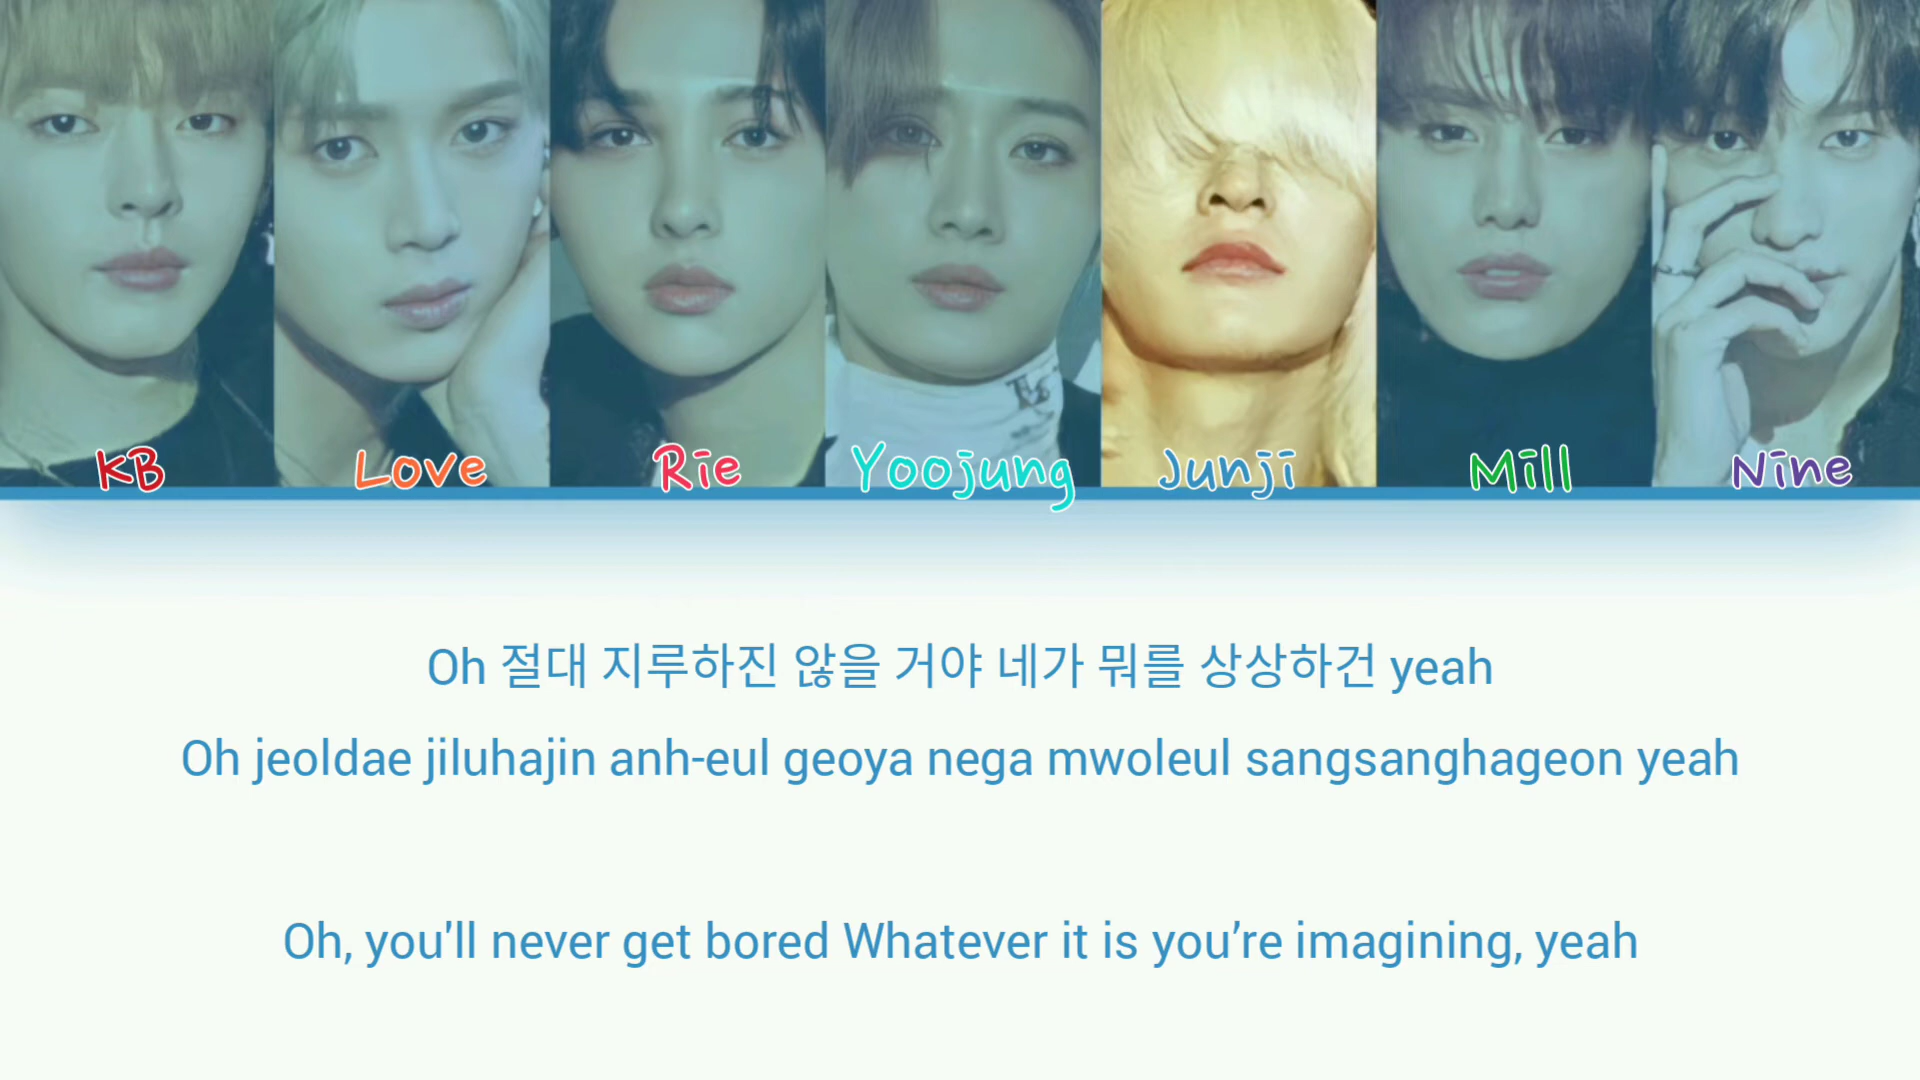 KB Love Rie Yoojung Junji Mill Nine
Oh 절대 지루하진 않을 거야 네가 뭐를 상상하건 yeah
Oh jeoldae jiluhajin anh-eul geoya nega mwoleul sangsanghageon yeah
Oh, you'll never get bored Whatever it is you’re imagining, yeah